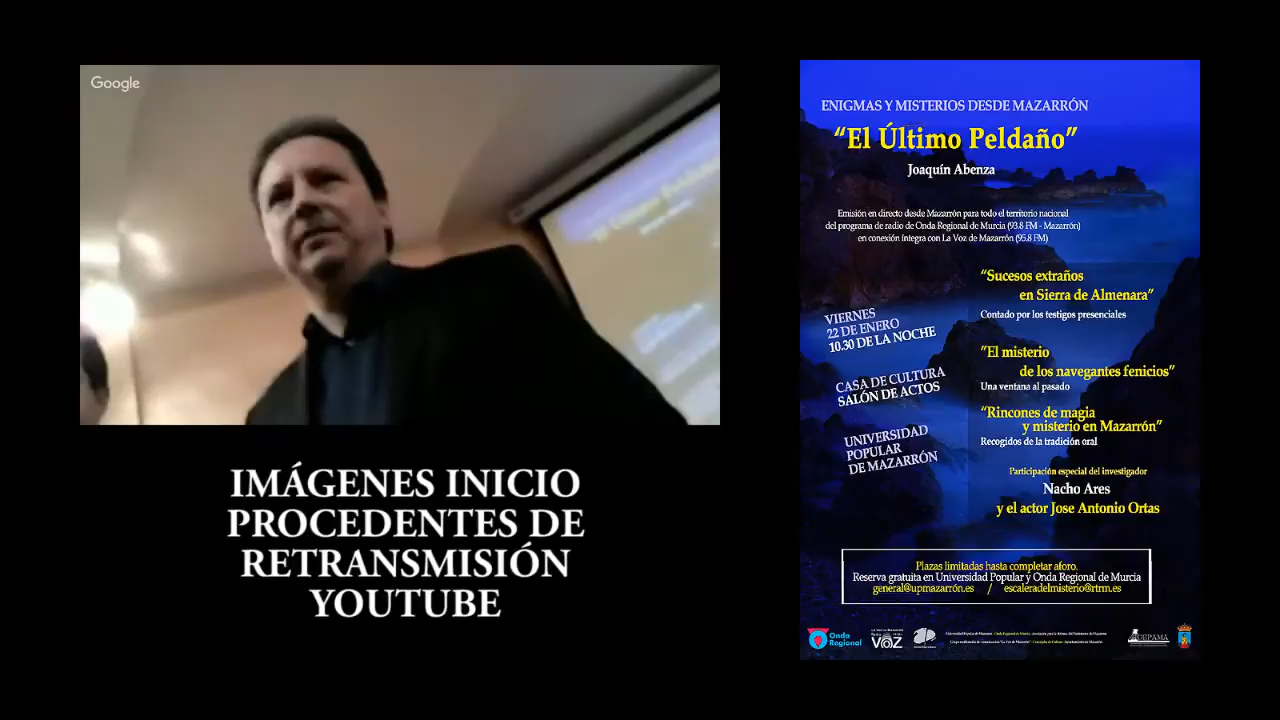 Google
El Último Peldaño
IMÁGENES INICIO
PROCEDENTES DE
RETRANSMISIÓN
YOUTUBE
ENIGMAS Y MISTERIOS DESDE MAZARRÓN
“El Último Peldaño”
Joaquín Abenza
Emisión en directo desde Mazarrón para todo el territorio nacional
del programa de radio de Onda Regional de Murcia (93.8 FM - Mazarrón)
en conexión íntegra con La Voz de Mazarrón (95.8 FM)
“Sucesos extraños
en Sierra de Almenara”
Contado por los testigos presenciales
VIERNES
22 DE ENERO
10.30 DE LA NOCHE
“El misterio
de los navegantes fenicios”
Una ventana al pasado
CASA DE CULTURA
SALÓN DE ACTOS
“Rincones de magia
y misterio en Mazarrón”
Recogidos de la tradición oral
UNIVERSIDAD
POPULAR
DE MAZARRÓN
Participación especial del investigador
Nacho Ares
y el actor Jose Antonio Ortas
Plazas limitadas hasta completar aforo.
Reserva gratuita en Universidad Popular y Onda Regional de Murcia
general@upmazarrón.es / escaleradelmisterio@rtrm.es
Onda
Regional
VOZ